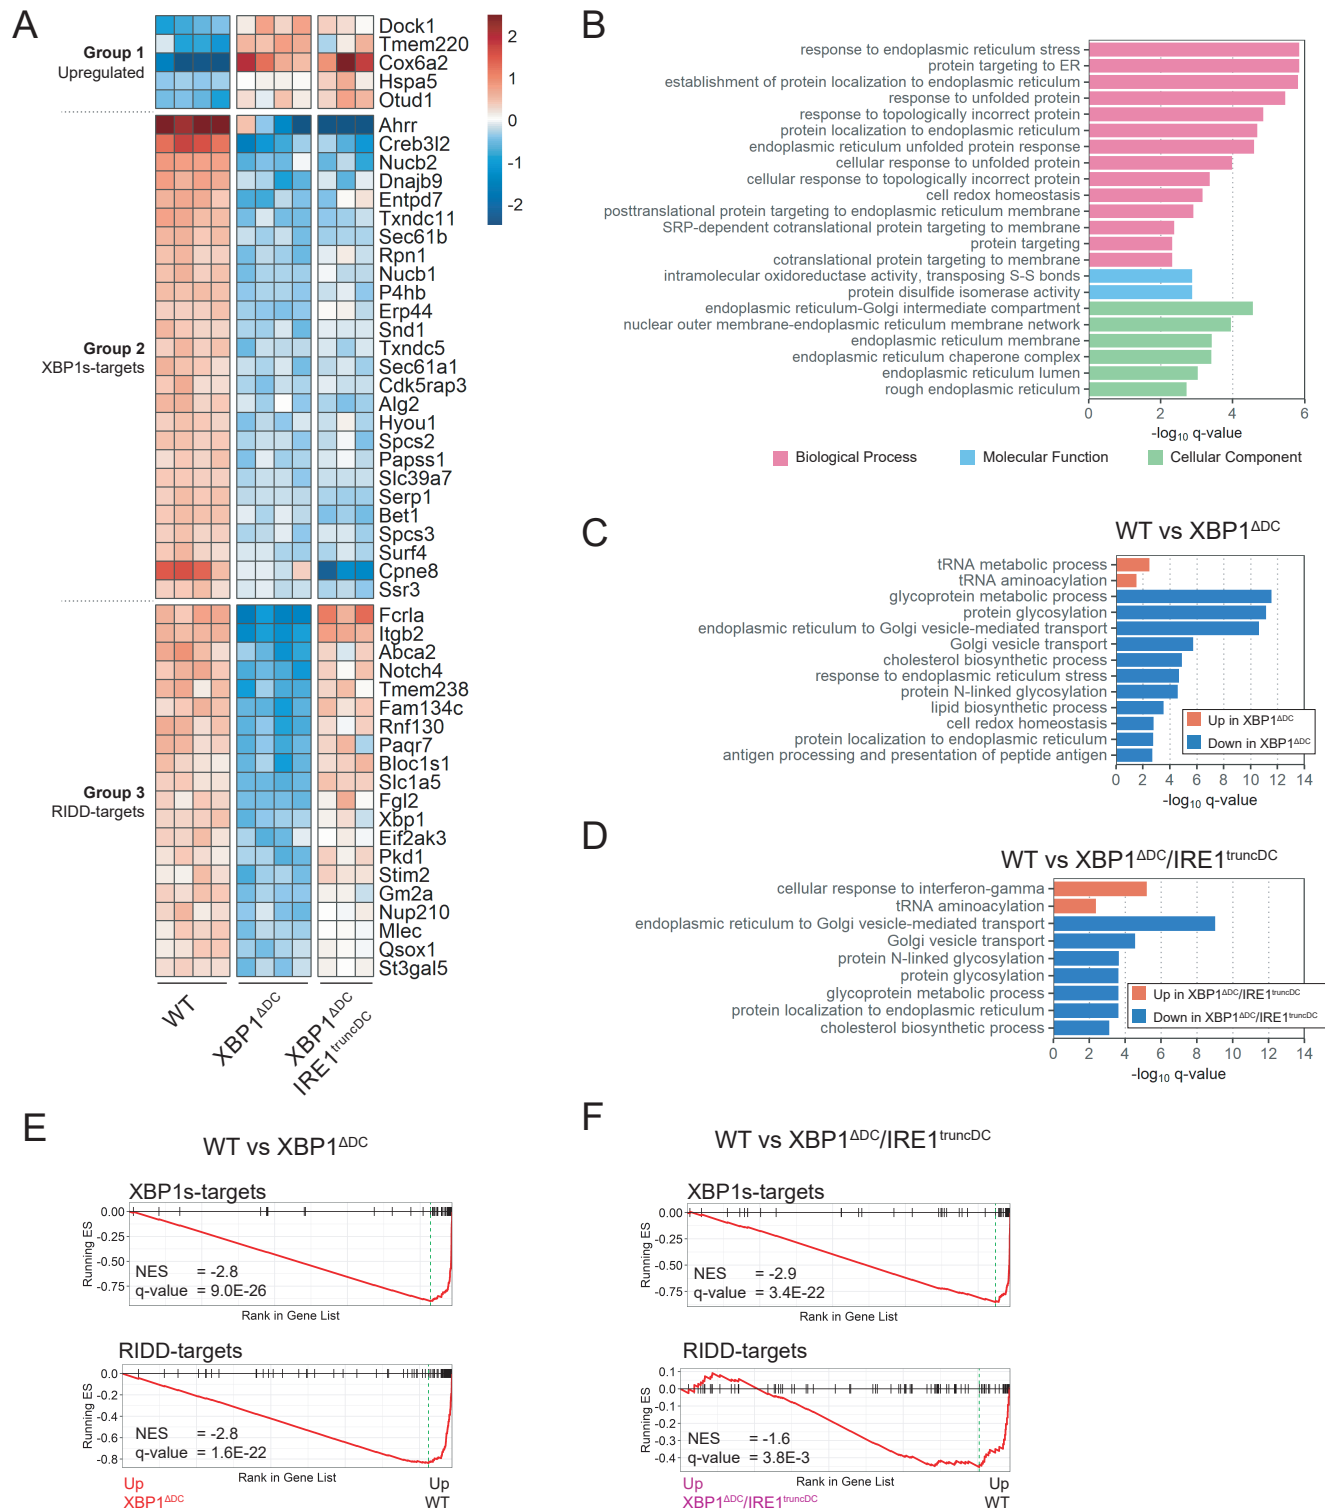 A
Group 1
Upregulated
Dock1
Tmem220
Cox6a2
Hspa5
Otud1
2
1
0
-1
-2
Group 2
XBP1s-targets
Ahrr
Creb3l2
Nucb2
Dnajb9
Entpd7
Txndc11
Sec61b
Rpn1
Nucb1
P4hb
Erp44
Snd1
Txndc5
Sec61a1
Cdk5rap3
Alg2
Hyou1
Spcs2
Papss1
Slc39a7
Serp1
Bet1
Spcs3
Surf4
Cpne8
Ssr3
Group 3
RIDD-targets
Fcrla
Itgb2
Abca2
Notch4
Tmem238
Fam134c
Rnf130
Paqr7
Bloc1s1
Slc1a5
Fgl2
Xbp1
Eif2ak3
Pkd1
Stim2
Gm2a
Nup210
Mlec
Qsox1
St3gal5
WT
XBP1ΔDC
XBP1ΔDC
IRE1truncDC
B
response to endoplasmic reticulum stress
protein targeting to ER
establishment of protein localization to endoplasmic reticulum
response to unfolded protein
response to topologically incorrect protein
protein localization to endoplasmic reticulum
endoplasmic reticulum unfolded protein response
cellular response to unfolded protein
cellular response to topologically incorrect protein
cell redox homeostasis
posttranslational protein targeting to endoplasmic reticulum membrane
SRP-dependent cotranslational protein targeting to membrane
protein targeting
cotranslational protein targeting to membrane
intramolecular oxidoreductase activity, transposing S-S bonds
protein disulfide isomerase activity
endoplasmic reticulum-Golgi intermediate compartment
nuclear outer membrane-endoplasmic reticulum membrane network
endoplasmic reticulum membrane
endoplasmic reticulum chaperone complex
endoplasmic reticulum lumen
rough endoplasmic reticulum
0 2 4 6
-log10 q-value
Biological Process Molecular Function Cellular Component
C
WT vs XBP1ΔDC
tRNA metabolic process
tRNA aminoacylation
glycoprotein metabolic process
protein glycosylation
endoplasmic reticulum to Golgi vesicle-mediated transport
Golgi vesicle transport
cholesterol biosynthetic process
response to endoplasmic reticulum stress
protein N-linked glycosylation
lipid biosynthetic process
cell redox homeostasis
protein localization to endoplasmic reticulum
antigen processing and presentation of peptide antigen
Up in XBP1ΔDC
Down in XBP1ΔDC
0 2 4 6 8 10 12 14
-log10 q-value
D
WT vs XBP1ΔDC/IRE1truncDC
cellular response to interferon-gamma
tRNA aminoacylation
endoplasmic reticulum to Golgi vesicle-mediated transport
Golgi vesicle transport
protein N-linked glycosylation
protein glycosylation
glycoprotein metabolic process
protein localization to endoplasmic reticulum
cholesterol biosynthetic process
Up in XBP1ΔDC/IRE1truncDC
Down in XBP1ΔDC/IRE1truncDC
0 2 4 6 8 10 12 14
-log10 q-value
E
WT vs XBP1ΔDC
XBP1s-targets
Running ES
0.00
-0.25
-0.50
-0.75
NES = -2.8
q-value = 9.0E-26
Rank in Gene List
RIDD-targets
Running ES
0.0
-0.2
-0.4
-0.6
-0.8
NES = -2.8
q-value = 1.6E-22
Rank in Gene List
Up
XBP1ΔDC
Up
WT
F
WT vs XBP1ΔDC/IRE1truncDC
XBP1s-targets
Running ES
0.00
-0.25
-0.50
-0.75
NES = -2.9
q-value = 3.4E-22
Rank in Gene List
RIDD-targets
Running ES
0.1
0.0
-0.1
-0.2
-0.3
-0.4
NES = -1.6
q-value = 3.8E-3
Rank in Gene List
Up
XBP1ΔDC/IRE1truncDC
Up
WT